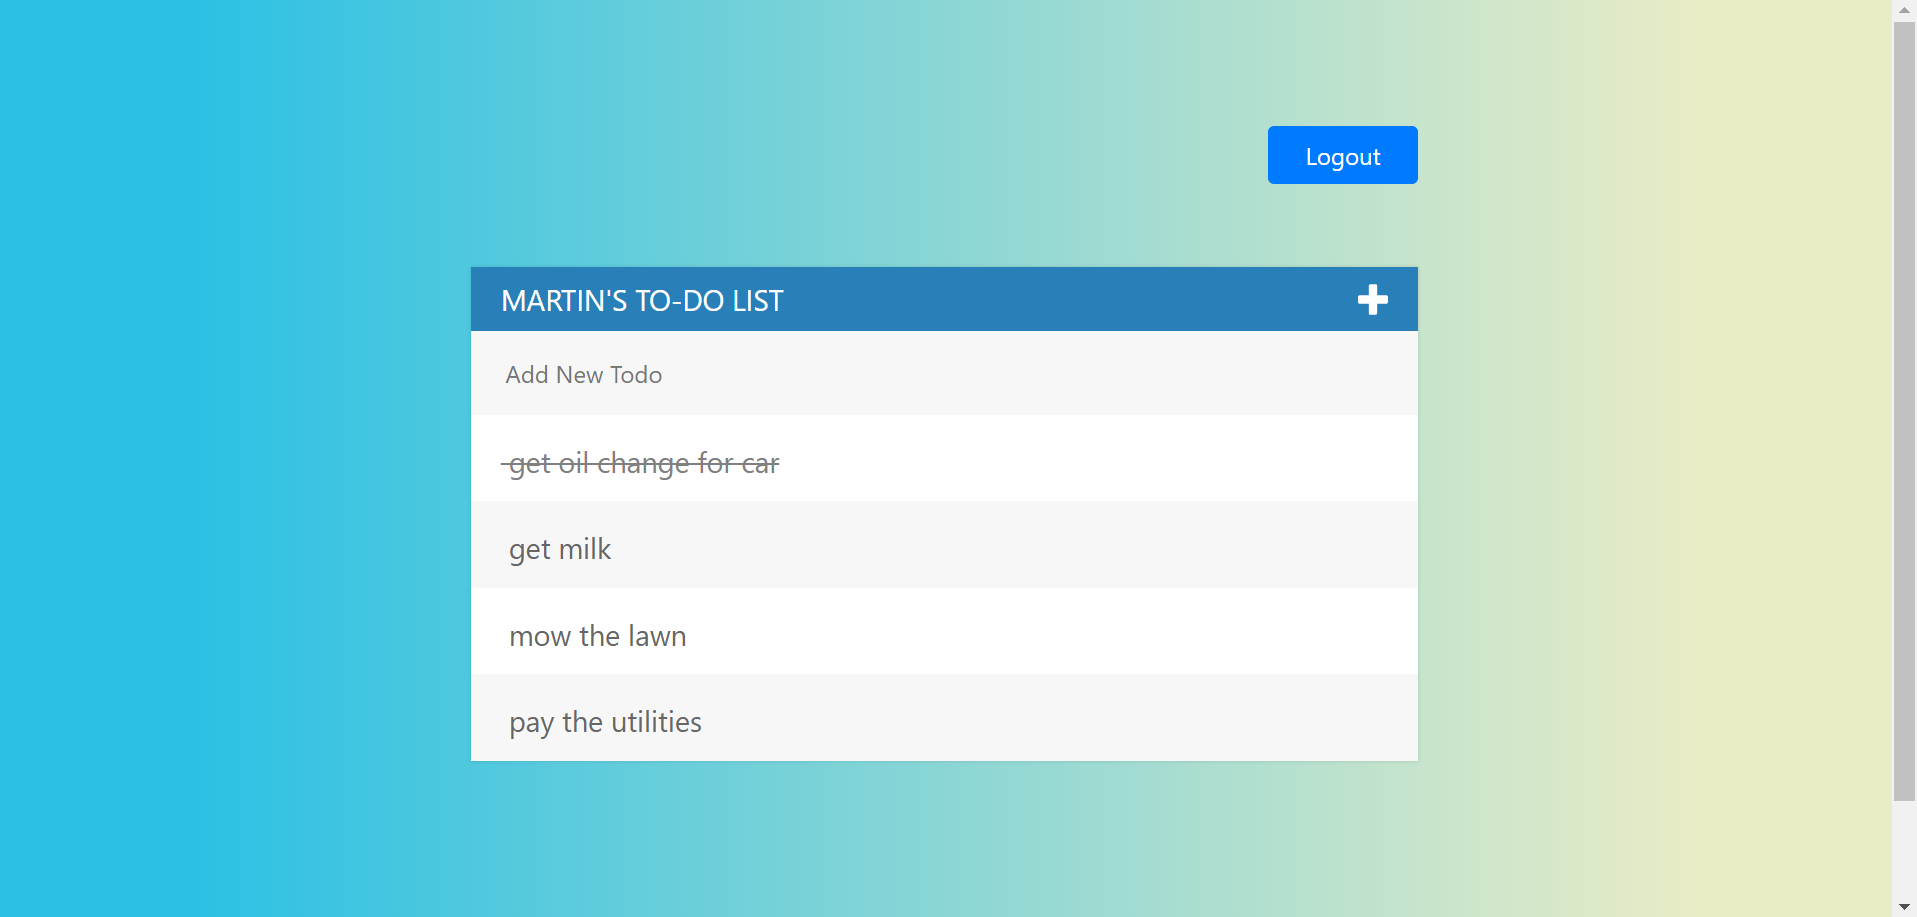 Logout
MARTIN'S TO-DO LIST
Add New Todo
get oil change for car
get milk
mow the lawn
pay the utilities